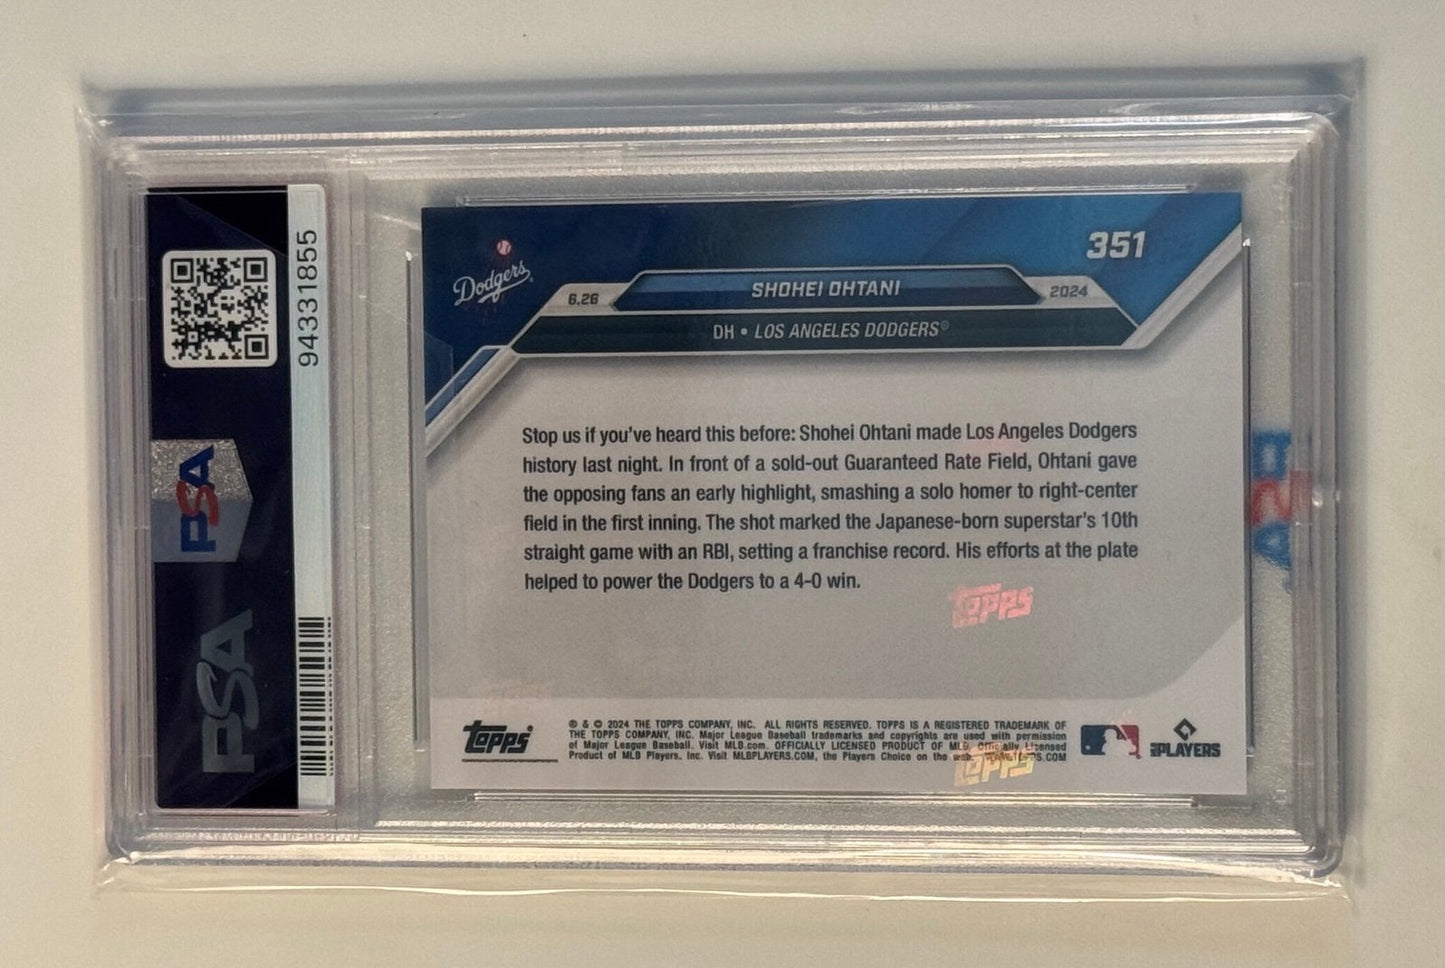 94331855
PSA
PSA
Dodgers
351
6.26
SHOHEI OHTANI
2024
DH • LOS ANGELES DODGERS®
Stop us if you've heard this before: Shohei Ohtani made Los Angeles Dodgers
history last night. In front of a sold-out Guaranteed Rate Field, Ohtani gave
the opposing fans an early highlight, smashing a solo homer to right-center
field in the first inning. The shot marked the Japanese-born superstar's 10th
straight game with an RBI, setting a franchise record. His efforts at the plate
helped to power the Dodgers to a 4-0 win.
TOPPS
TOPPS
® & © 2024 THE TOPPS COMPANY, INC. ALL RIGHTS RESERVED. TOPPS IS A REGISTERED TRADEMARK OF
THE TOPPS COMPANY, INC. Major League Baseball trademarks and copyrights are used with permission
of Major League Baseball. Visit MLB.com. OFFICIALLY LICENSED PRODUCT OF MLB Officially Licensed
Product of MLB Players, Inc. Visit MLBPLAYERS.COM, the Players Choice on the web.
TOPPS
PLAYERS